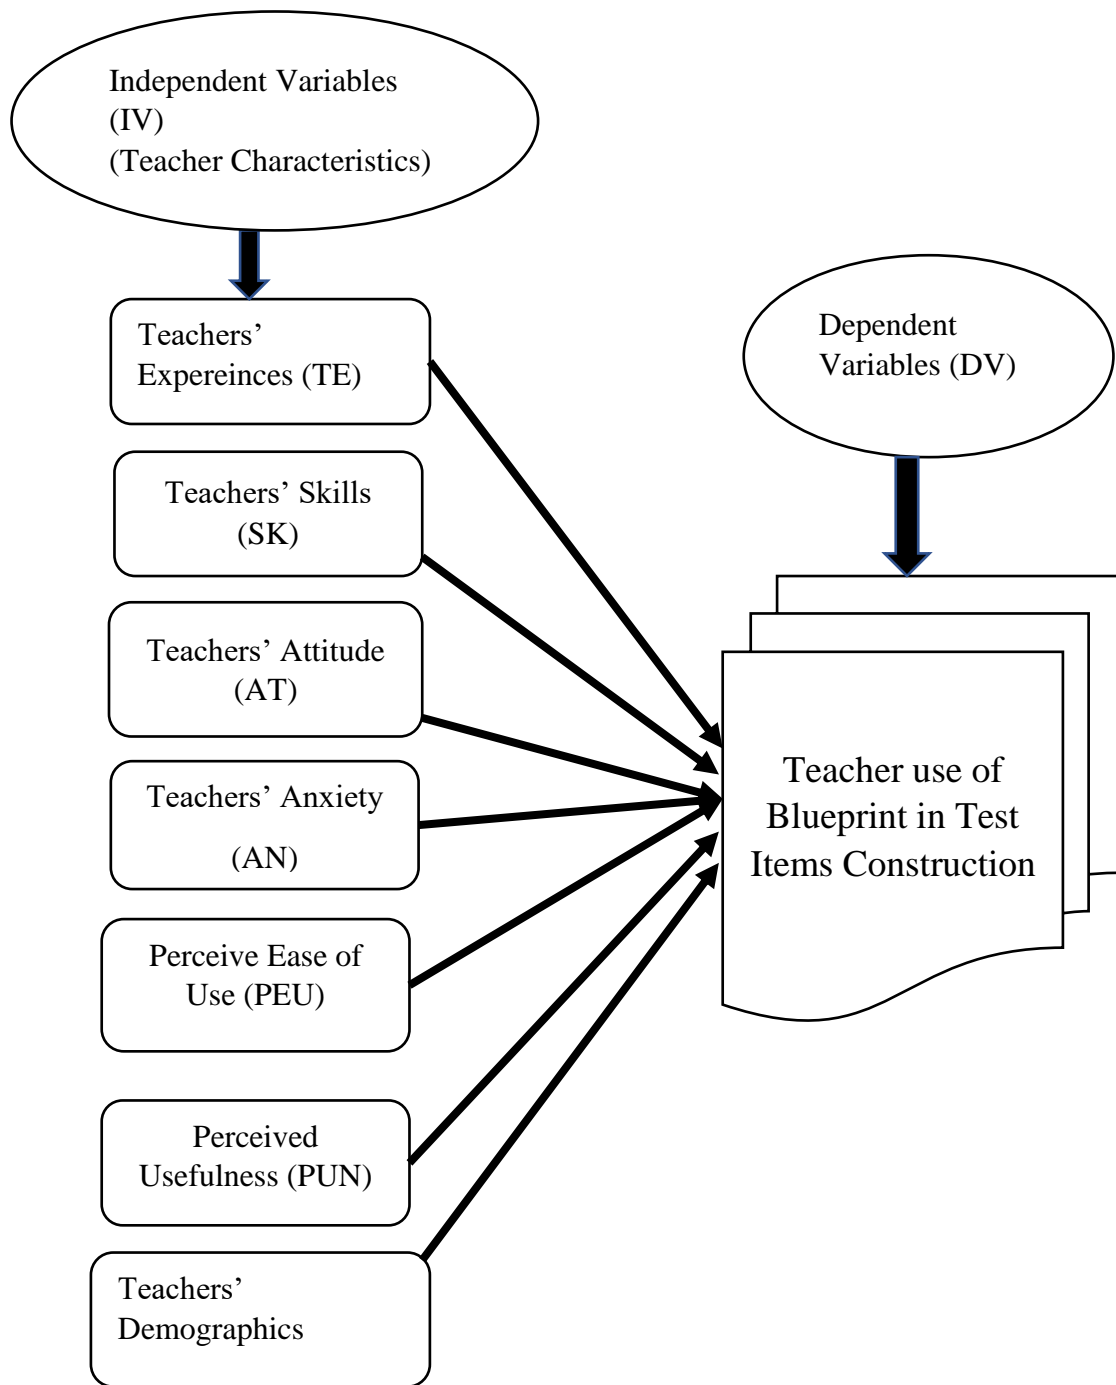 Independent Variables
(IV)
(Teacher Characteristics)
Teachers’
Expereinces (TE)
Teachers’ Skills
(SK)
Teachers’ Attitude
(AT)
Teachers’ Anxiety
(AN)
Perceive Ease of
Use (PEU)
Perceived
Usefulness (PUN)
Teachers’
Demographics
Dependent
Variables (DV)
Teacher use of
Blueprint in Test
Items Construction